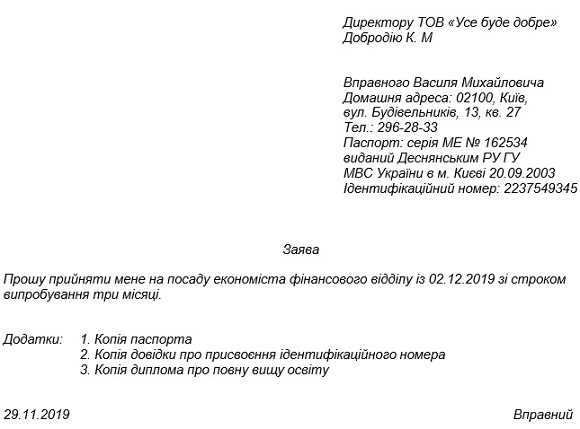 Директору ТОВ «Усе буде добре»
Добродію К. М
Вправного Василя Михайловича
Домашня адреса: 02100, Київ,
вул. Будівельників, 13, кв. 27
Тел.: 296-28-33
Паспорт: серія МЕ № 162534
виданий Деснянським РУ ГУ
МВС України в м. Києві 20.09.2003
Ідентифікаційний номер: 2237549345
Заява
Прошу прийняти мене на посаду економіста фінансового відділу із 02.12.2019 зі строком
випробування три місяці.
Додатки: 1. Копія паспорта
2. Копія довідки про присвоєння ідентифікаційного номера
3. Копія диплома про повну вищу освіту
29.11.2019 Вправний